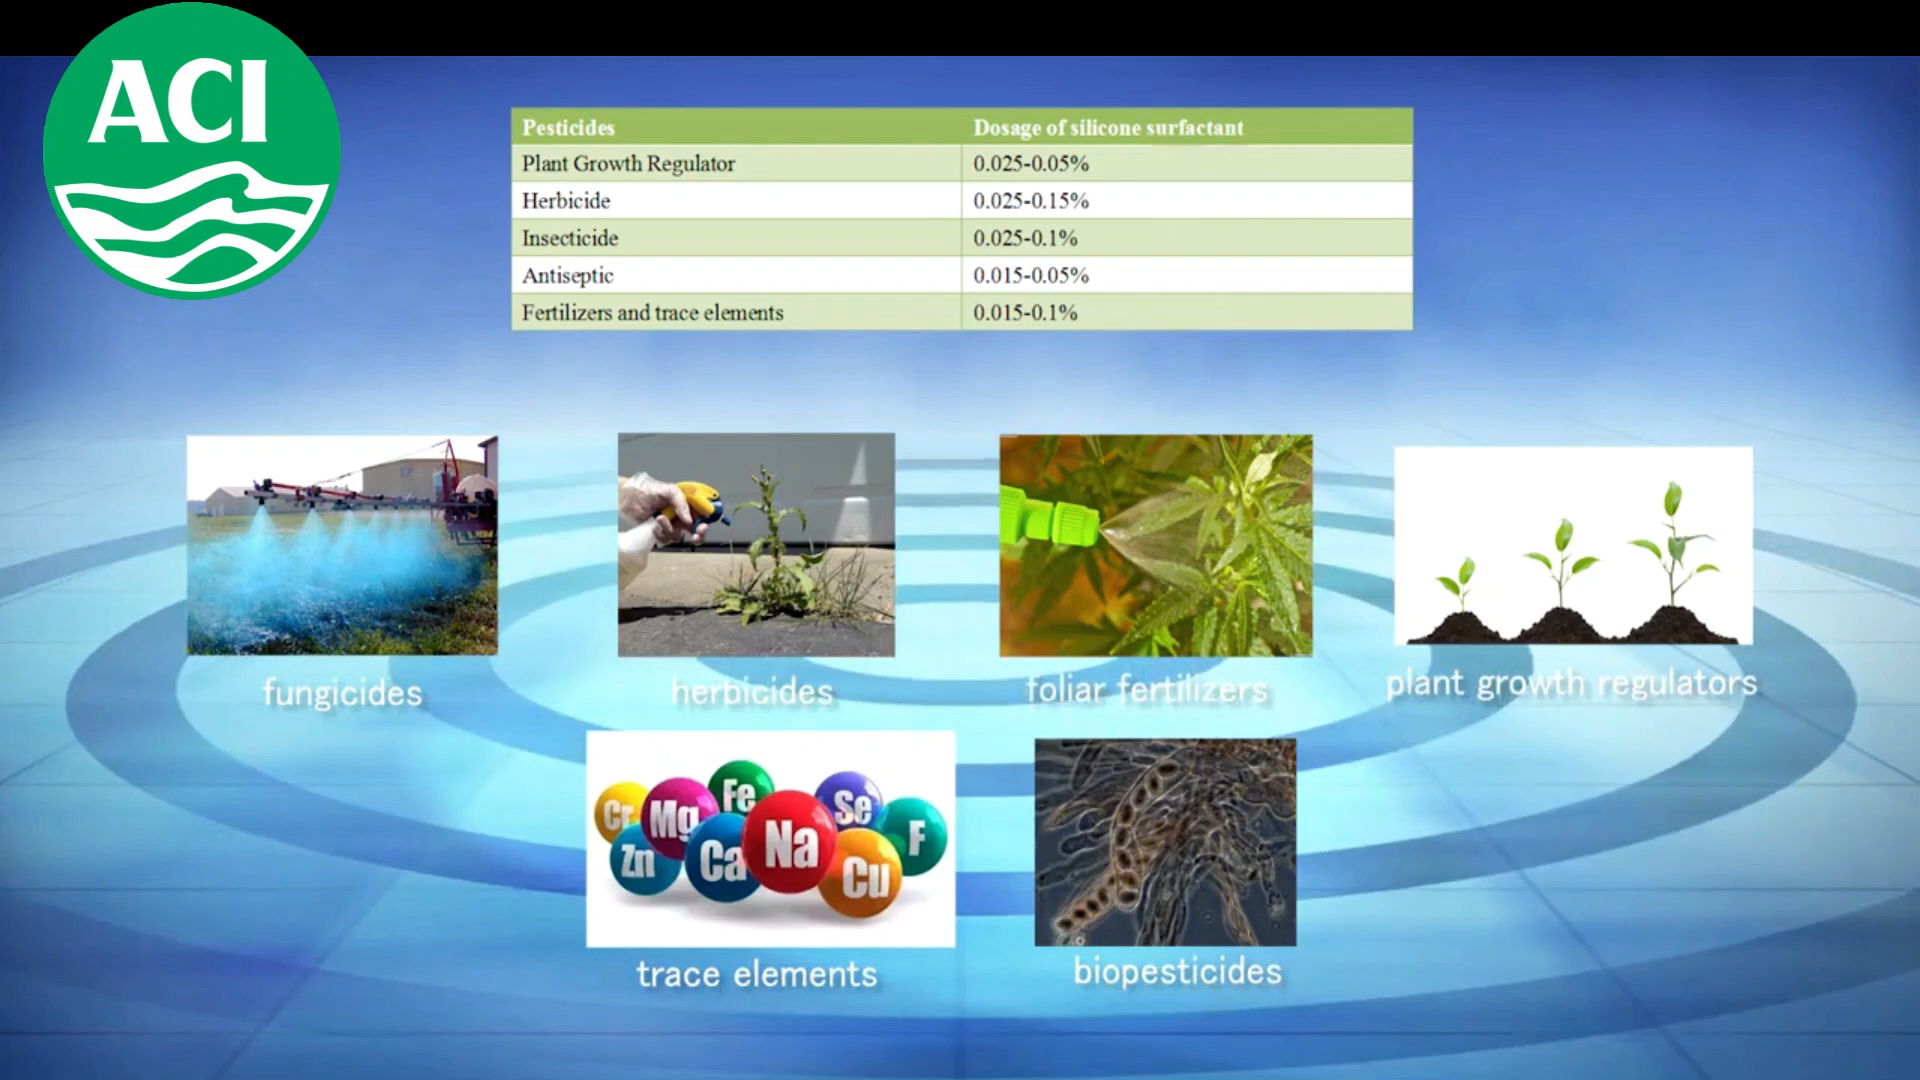 ACI
Pesticides Dosage of silicone surfactant
Plant Growth Regulator 0.025-0.05%
Herbicide 0.025-0.15%
Insecticide 0.025-0.1%
Antiseptic 0.015-0.05%
Fertilizers and trace elements 0.015-0.1%
fungicides
herbicides
foliar fertilizers
plant growth regulators
Cr Mg Fe Se F
Zn Ca Na Cu
trace elements
biopesticides